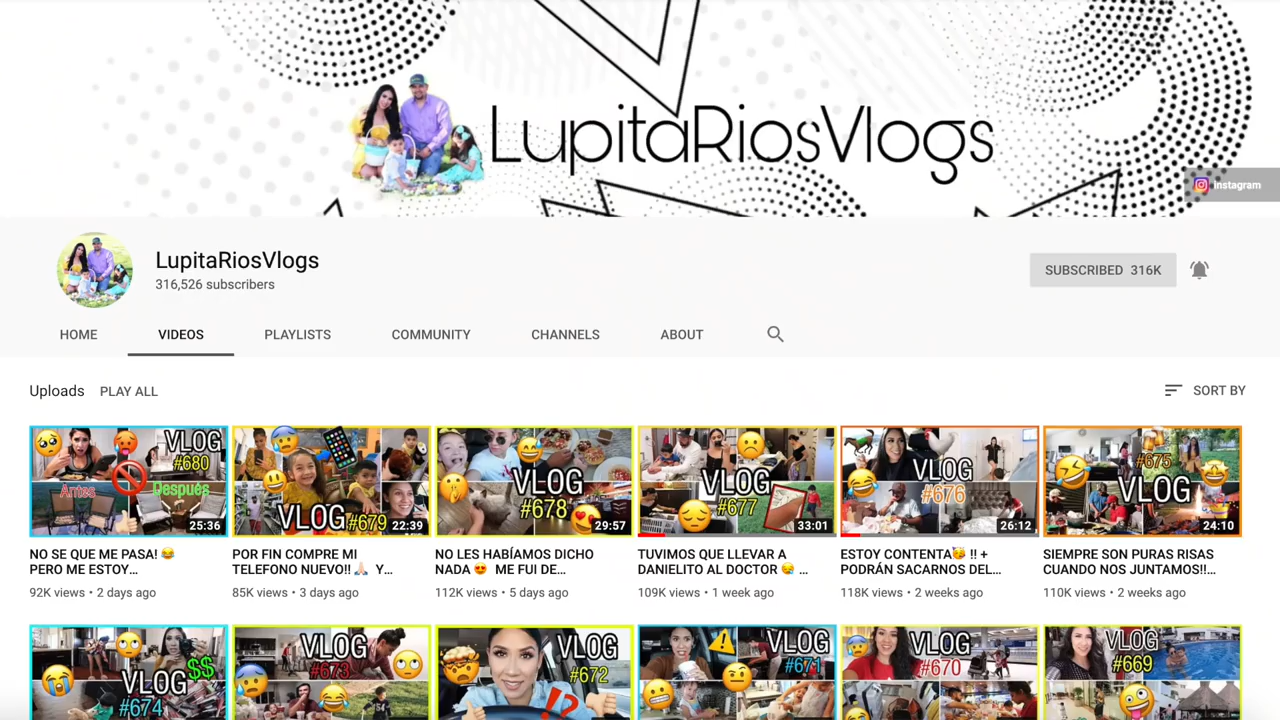 LupitaRiosVlogs
Instagram
LupitaRiosVlogs
316,526 subscribers
SUBSCRIBED 316K
HOME VIDEOS PLAYLISTS COMMUNITY CHANNELS ABOUT
Uploads PLAY ALL
SORT BY
VLOG
#680
Antes
Después
25:36
VLOG
#679
22:39
VLOG
#678
29:57
VLOG
#677
33:01
VLOG
#676
26:12
#675
VLOG
24:10
NO SE QUE ME PASA! 😂
PERO ME ESTOY...
92K views • 2 days ago
POR FIN COMPRE MI
TELEFONO NUEVO!! 🙏🏻 Y...
85K views • 3 days ago
NO LES HABÍAMOS DICHO
NADA 😍 ME FUI DE...
112K views • 5 days ago
TUVIMOS QUE LLEVAR A
DANIELITO AL DOCTOR 😪 ...
109K views • 1 week ago
ESTOY CONTENTA🥳 !! +
PODRÁN SACARNOS DEL...
118K views • 2 weeks ago
SIEMPRE SON PURAS RISAS
CUANDO NOS JUNTAMOS!!...
110K views • 2 weeks ago
$$
VLOG
#674
VLOG
#673
VLOG
#672
VLOG
#671
VLOG
#670
VLOG
#669